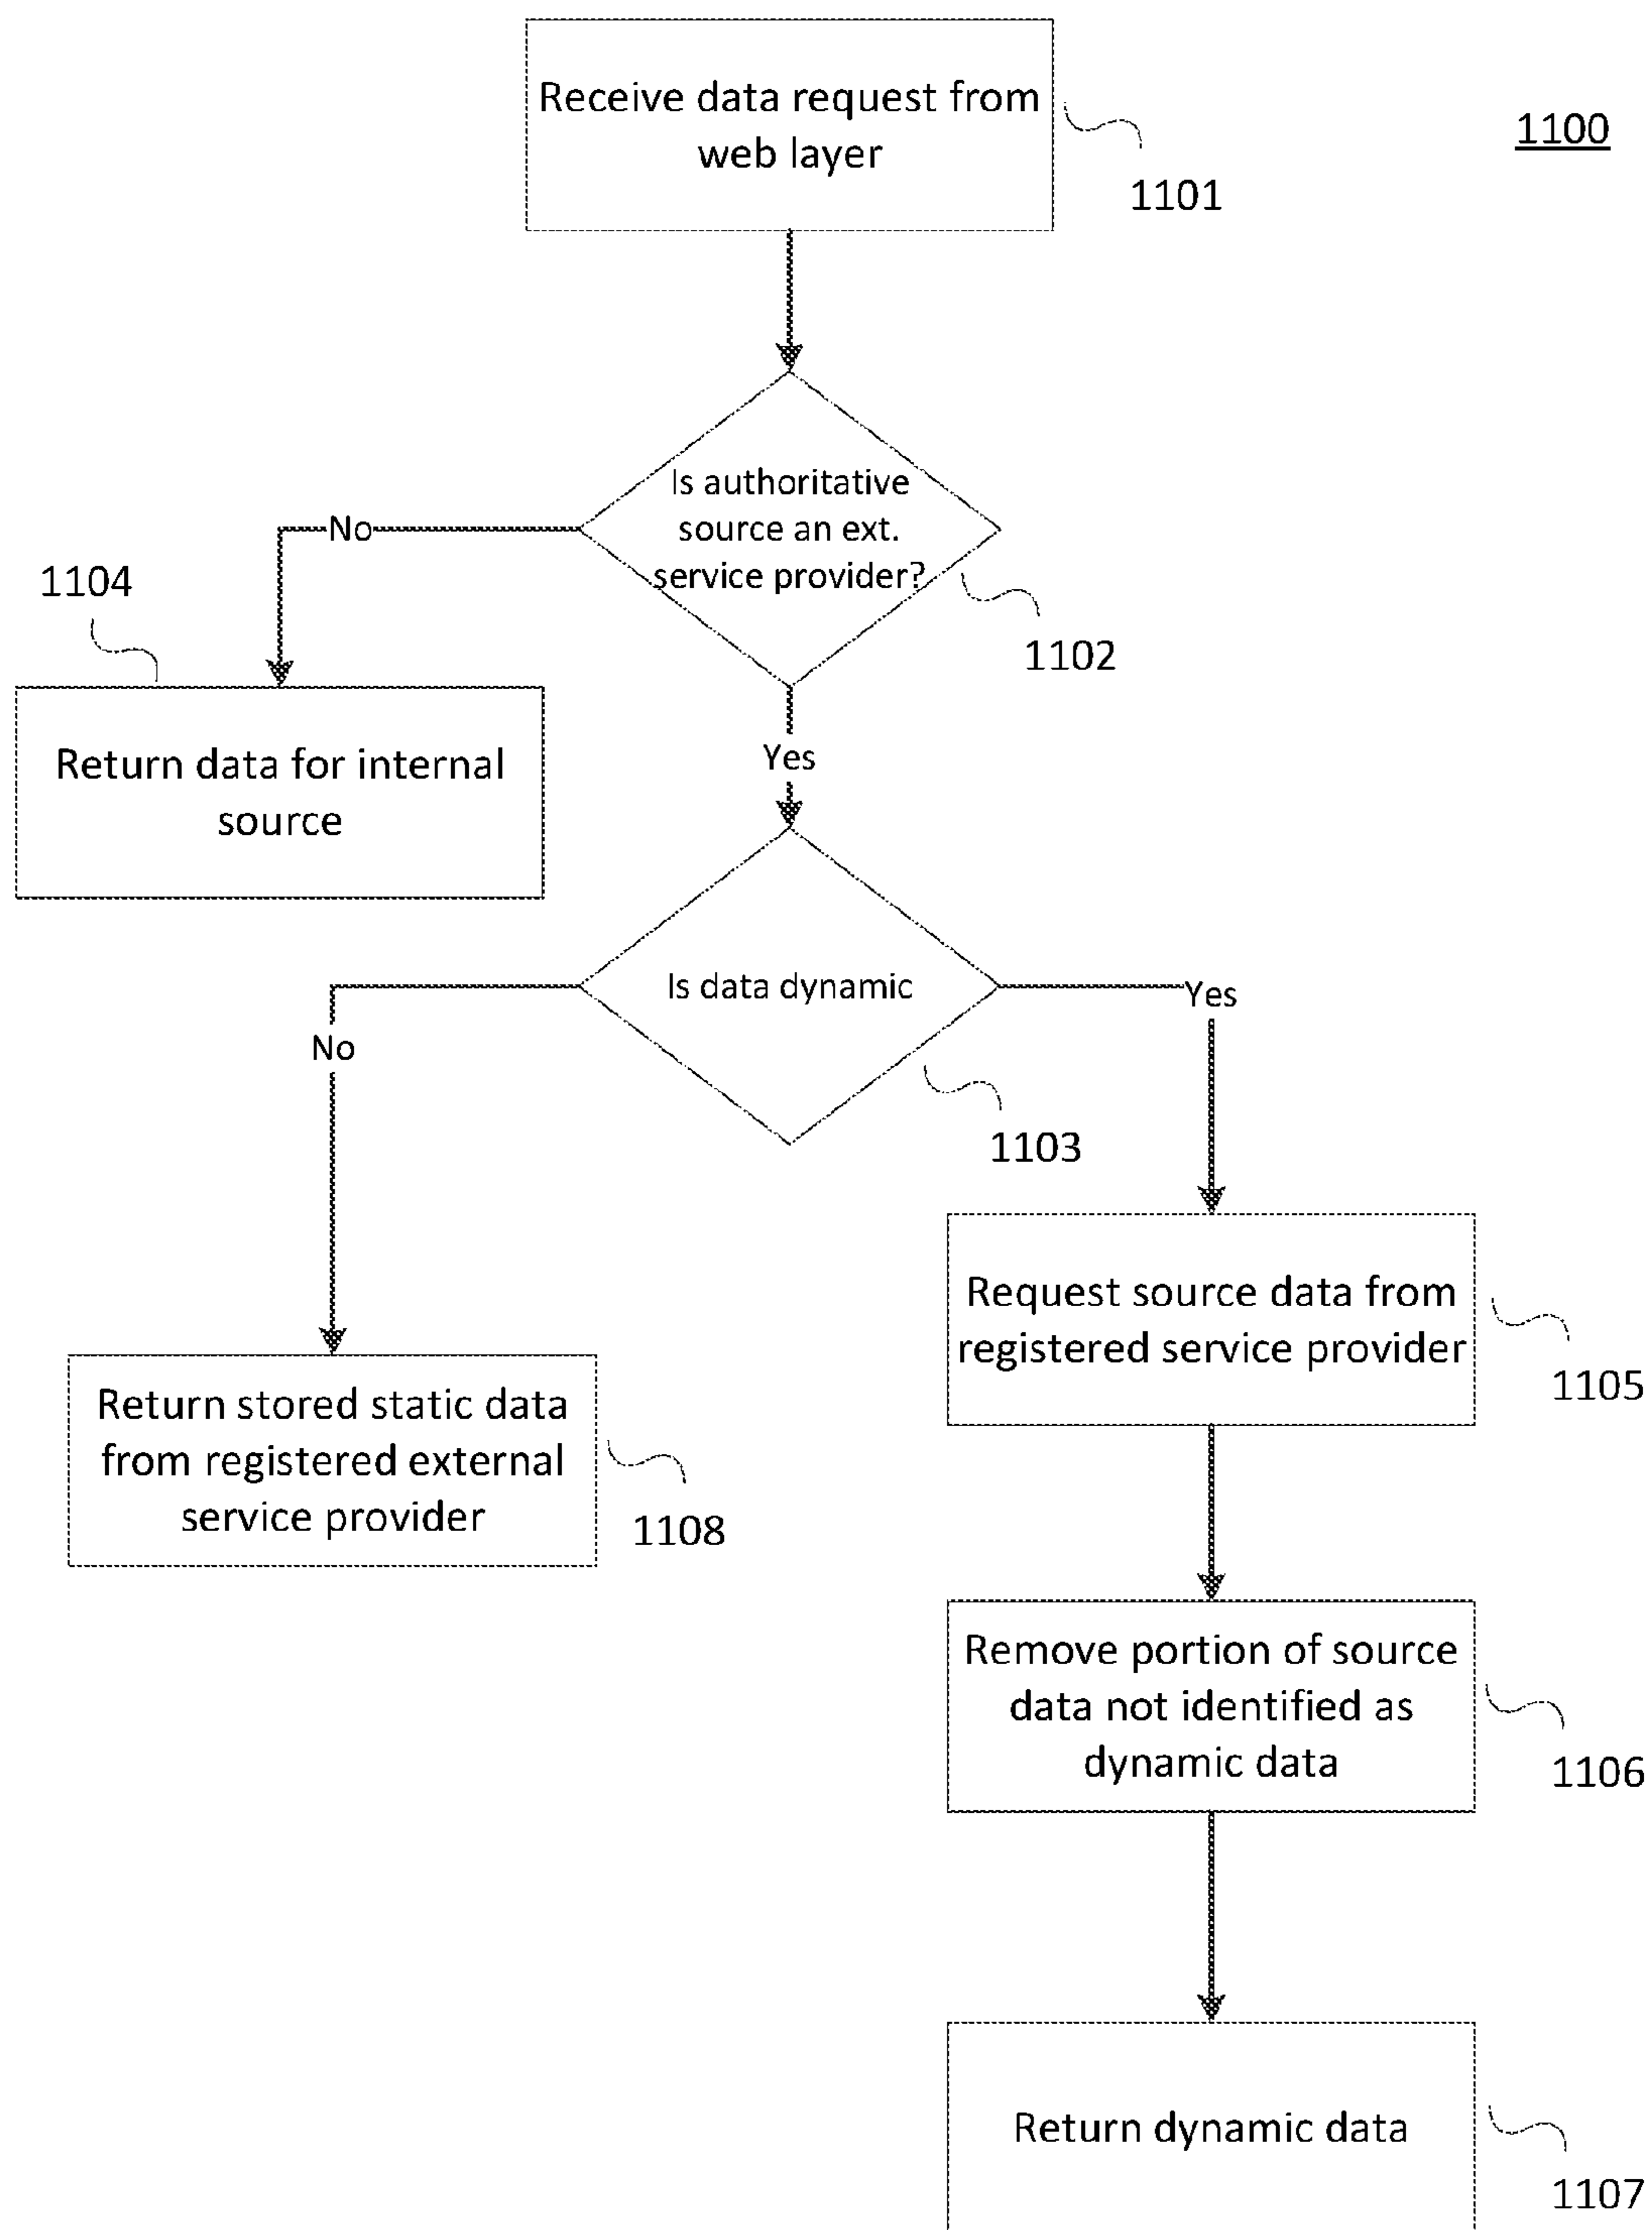 Receive data request from
web layer
1100
1101
Is authoritative
source an ext.
service provider?
No
1102
1104
Return data for internal
source
Yes
Is data dynamic
Yes
No
1103
Request source data from
registered service provider
1105
Return stored static data
from registered external
service provider
1108
Remove portion of source
data not identified as
dynamic data
1106
Return dynamic data
1107